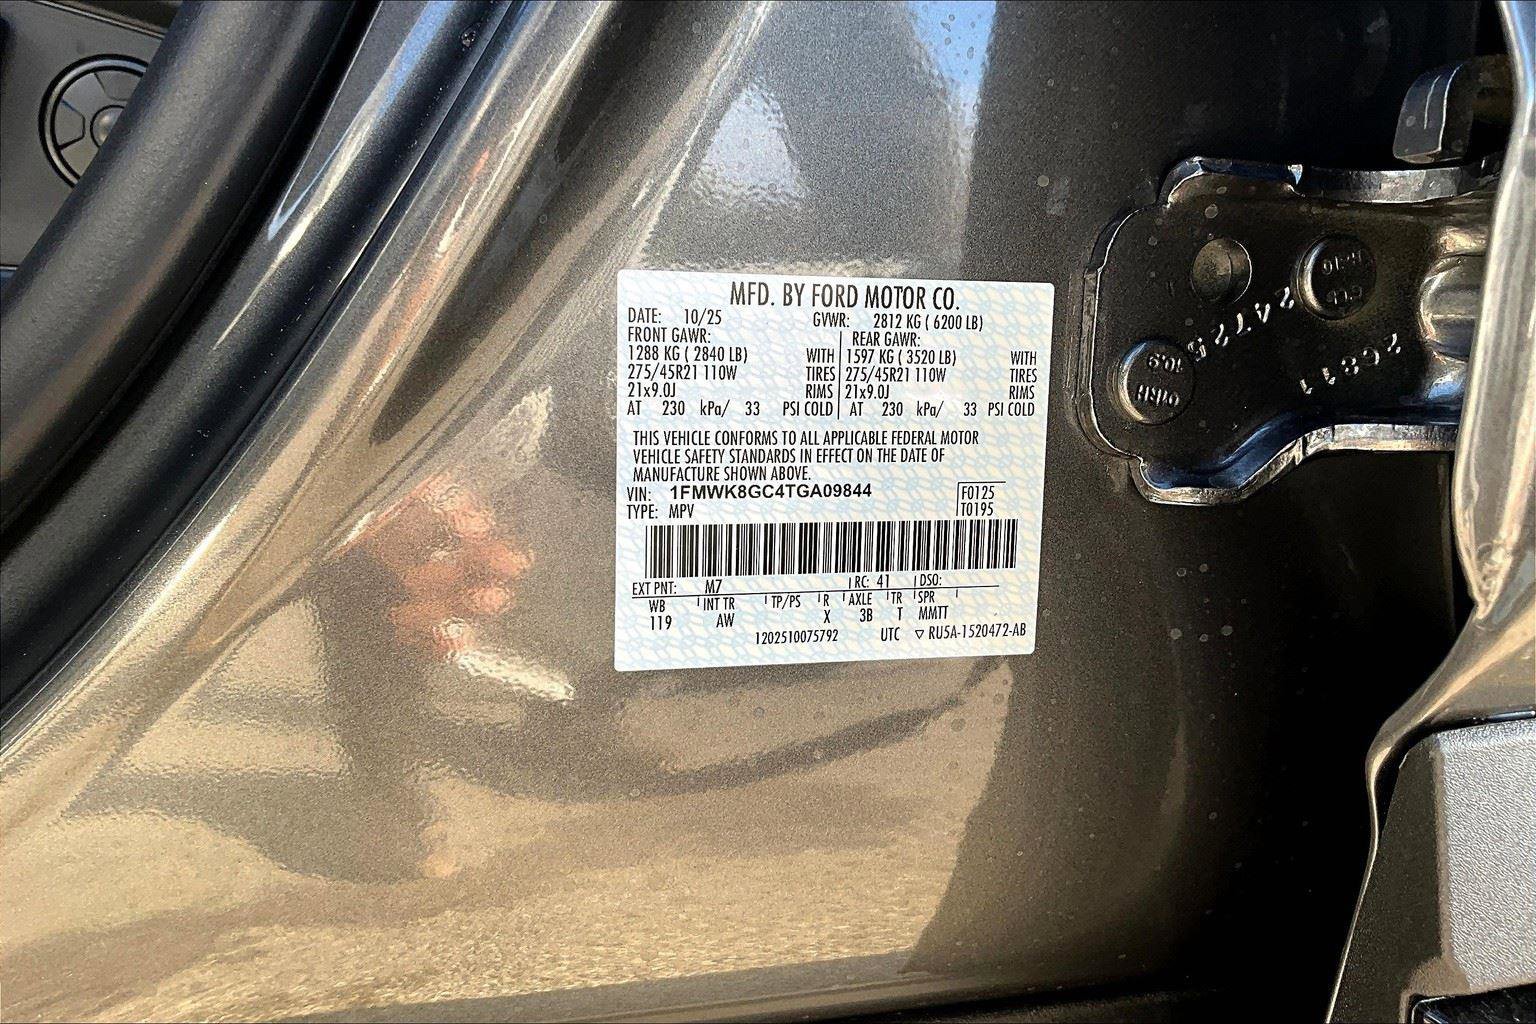 MFD. BY FORD MOTOR CO.
DATE: 10/25 GVWR: 2812 KG ( 6200 LB)
FRONT GAWR: REAR GAWR:
1288 KG ( 2840 LB) WITH 1597 KG ( 3520 LB) WITH
275/45R21 110W TIRES 275/45R21 110W TIRES
21x9.0J RIMS 21x9.0J RIMS
AT 230 kPa/ 33 PSI COLD AT 230 kPa/ 33 PSI COLD
THIS VEHICLE CONFORMS TO ALL APPLICABLE FEDERAL MOTOR
VEHICLE SAFETY STANDARDS IN EFFECT ON THE DATE OF
MANUFACTURE SHOWN ABOVE.
VIN: 1FMWK8GC4TGA09844 F0125
TYPE: MPV T0195
EXT PNT: M7 RC: 41 DSO:
WB INT TR TP/PS R AXLE TR SPR
119 AW X 3B T MMTT
1202510075792 UTC ▽ RU5A-1520472-AB
24725
26811
10.9
01RH